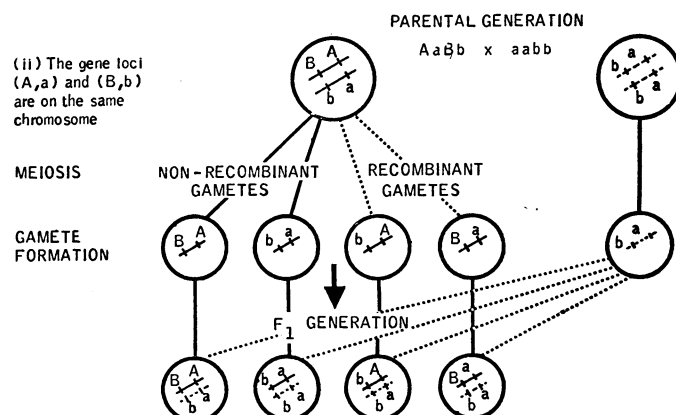 PARENTAL GENERATION
AaBb x aabb
(ii) The gene loci
(A,a) and (B,b)
are on the same
chromosome
B A
b a
a
b
a
b
MEIOSIS
NON-RECOMBINANT
GAMETES
RECOMBINANT
GAMETES
GAMETE
FORMATION
B A
b a
b A
B a
a
b
F1 GENERATION
B A
b a
b a
b a
b A
b a
B a
b a